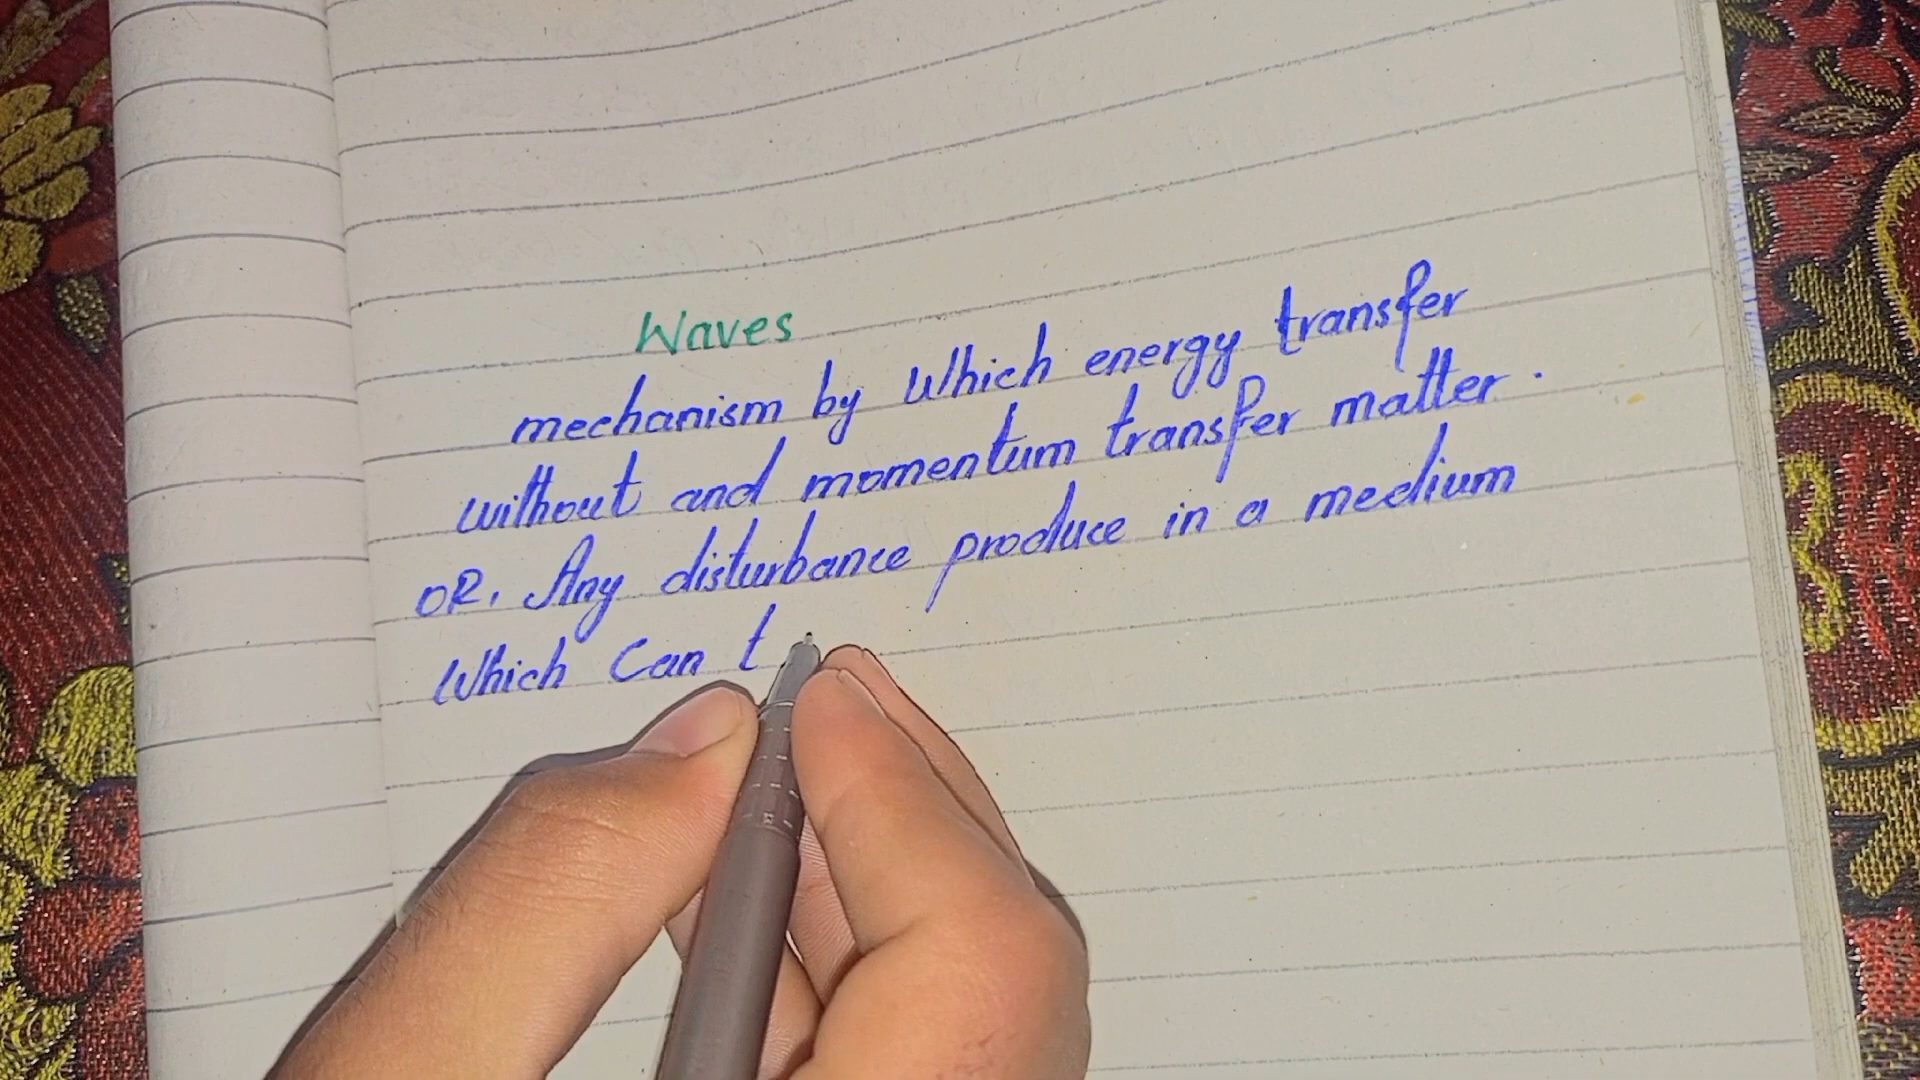 Waves
mechanism by which energy transfer
without and momentum transfer matter.
OR, Any disturbance produce in a medium
Which Can t